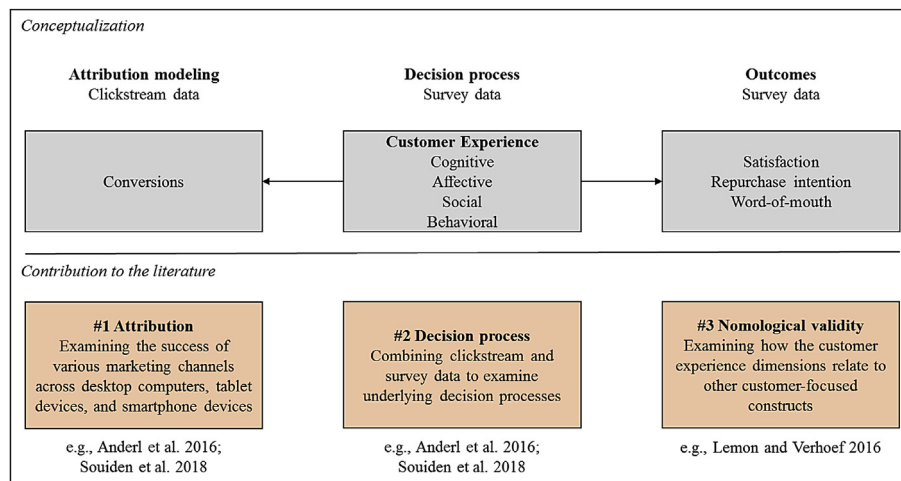 Conceptualization
Attribution modeling
Clickstream data
Decision process
Survey data
Outcomes
Survey data
Conversions
Customer Experience
Cognitive
Affective
Social
Behavioral
Satisfaction
Repurchase intention
Word-of-mouth
Contribution to the literature
#1 Attribution
Examining the success of
various marketing channels
across desktop computers, tablet
devices, and smartphone devices
e.g., Anderl et al. 2016;
Souiden et al. 2018
#2 Decision process
Combining clickstream and
survey data to examine
underlying decision processes
e.g., Anderl et al. 2016;
Souiden et al. 2018
#3 Nomological validity
Examining how the customer
experience dimensions relate to
other customer-focused
constructs
e.g., Lemon and Verhoef 2016